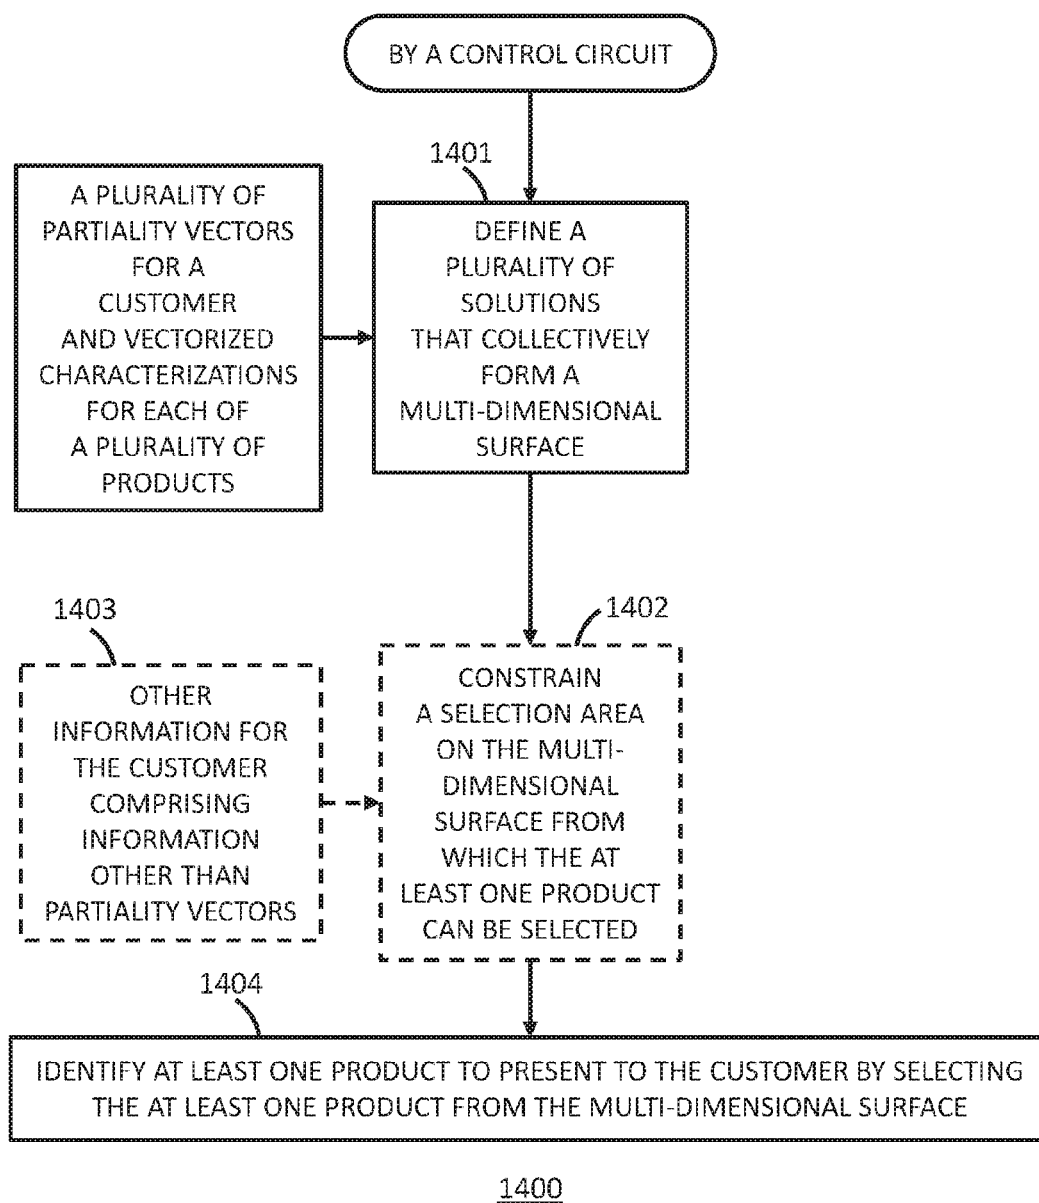 BY A CONTROL CIRCUIT
1401
A PLURALITY OF
PARTIALITY VECTORS
FOR A
CUSTOMER
AND VECTORIZED
CHARACTERIZATIONS
FOR EACH OF
A PLURALITY OF
PRODUCTS
DEFINE A
PLURALITY OF
SOLUTIONS
THAT COLLECTIVELY
FORM A
MULTI-DIMENSIONAL
SURFACE
1403
OTHER
INFORMATION FOR
THE CUSTOMER
COMPRISING
INFORMATION
OTHER THAN
PARTIALITY VECTORS
1402
CONSTRAIN
A SELECTION AREA
ON THE MULTI-
DIMENSIONAL
SURFACE FROM
WHICH THE AT
LEAST ONE PRODUCT
CAN BE SELECTED
1404
IDENTIFY AT LEAST ONE PRODUCT TO PRESENT TO THE CUSTOMER BY SELECTING
THE AT LEAST ONE PRODUCT FROM THE MULTI-DIMENSIONAL SURFACE
1400